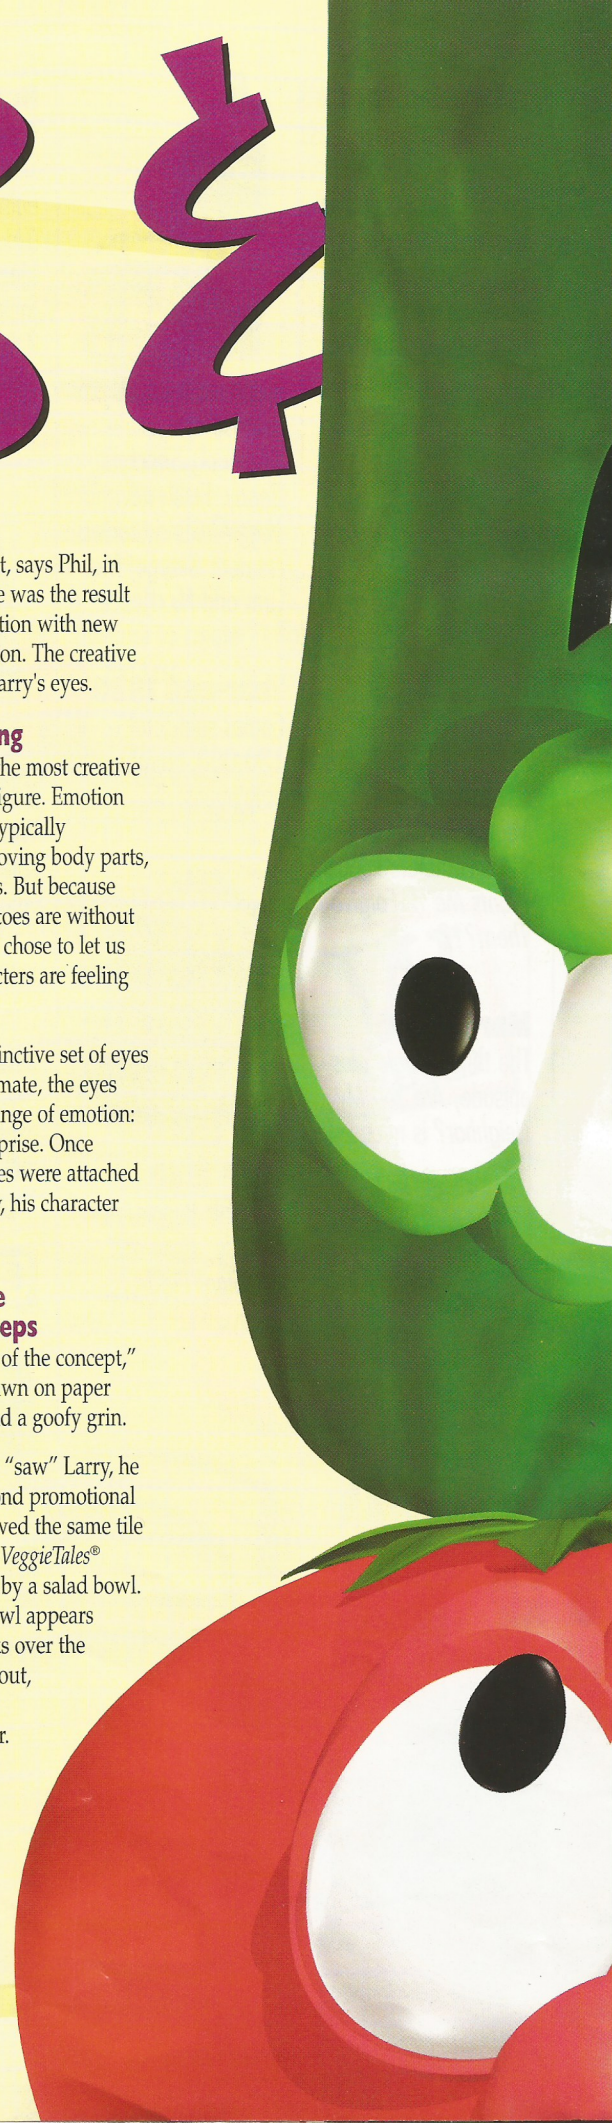 t, says Phil, in
e was the result
tion with new
on. The creative
arry's eyes.
ng
he most creative
igure. Emotion
ypically
oving body parts,
s. But because
toes are without
chose to let us
cters are feeling
inctive set of eyes
mate, the eyes
nge of emotion:
prise. Once
es were attached
, his character
e
eps
of the concept,”
wn on paper
d a goofy grin.
“saw” Larry, he
ond promotional
wed the same tile
VeggieTales®
by a salad bowl.
wl appears
s over the
out,
r.